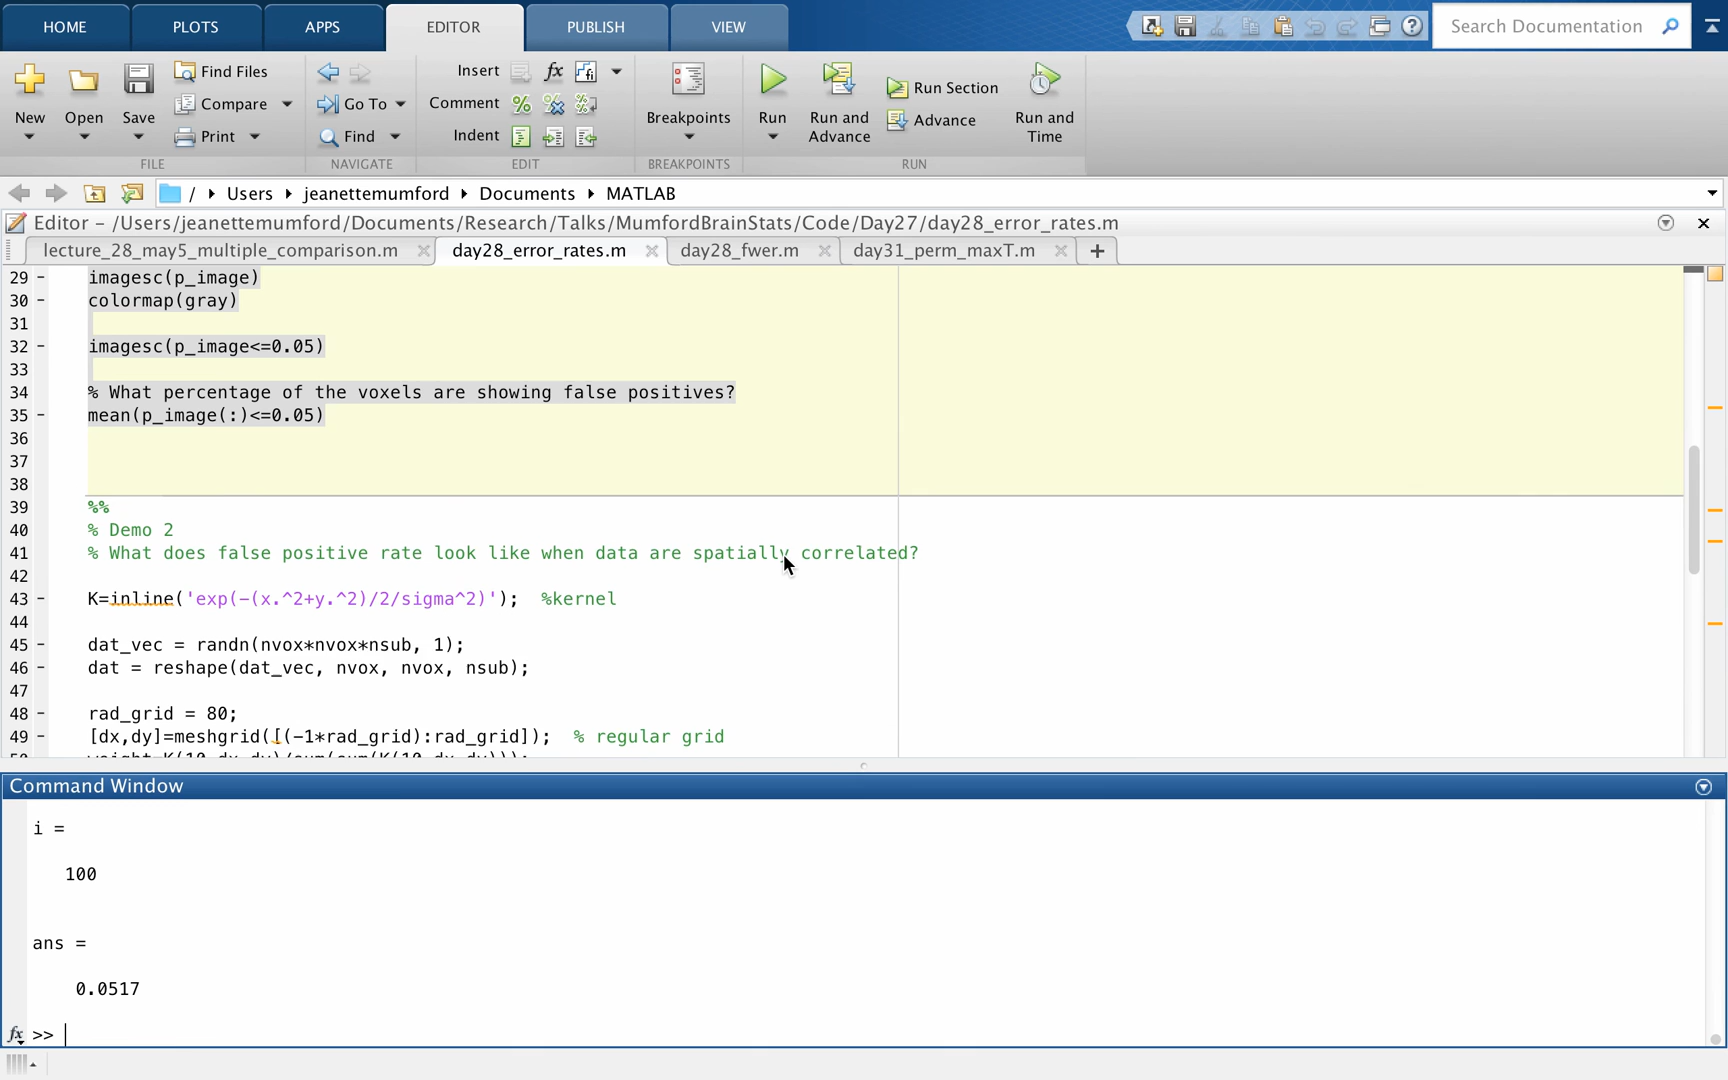 HOME PLOTS APPS EDITOR PUBLISH VIEW Search Documentation
Find Files Insert fx Run Section
New Open Save Compare Go To Comment Breakpoints Run Run and Advance Advance Run and Time
Print Find Indent
FILE NAVIGATE EDIT BREAKPOINTS RUN
/ Users jeanettemumford Documents MATLAB
Editor – /Users/jeanettemumford/Documents/Research/Talks/MumfordBrainStats/Code/Day27/day28_error_rates.m
lecture_28_may5_multiple_comparison.m day28_error_rates.m day28_fwer.m day31_perm_maxT.m +
29 – imagesc(p_image)
30 – colormap(gray)
31
32 – imagesc(p_image<=0.05)
33
34 % What percentage of the voxels are showing false positives?
35 – mean(p_image(:)<=0.05)
36
37
38
39 %%
40 % Demo 2
41 % What does false positive rate look like when data are spatially correlated?
42
43 – K=inline('exp(-(x.^2+y.^2)/2/sigma^2)'); %kernel
44
45 – dat_vec = randn(nvox*nvox*nsub, 1);
46 – dat = reshape(dat_vec, nvox, nvox, nsub);
47
48 – rad_grid = 80;
49 – [dx,dy]=meshgrid([(-1*rad_grid):rad_grid]); % regular grid
Command Window
i =
100
ans =
0.0517
fx >>